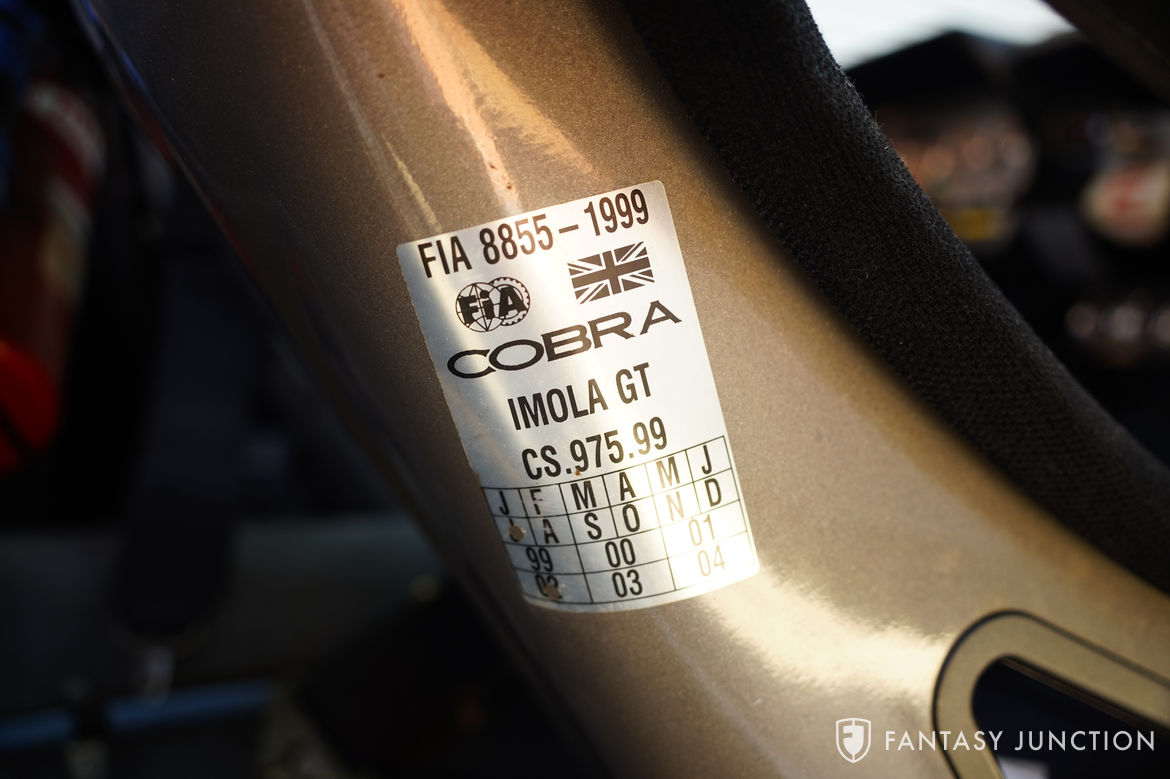 FIA 8855-1999
FiA
COBRA
IMOLA GT
CS.975.99
J F M A M J
J A S O N D
99 00 01
02 03 04
FANTASY JUNCTION